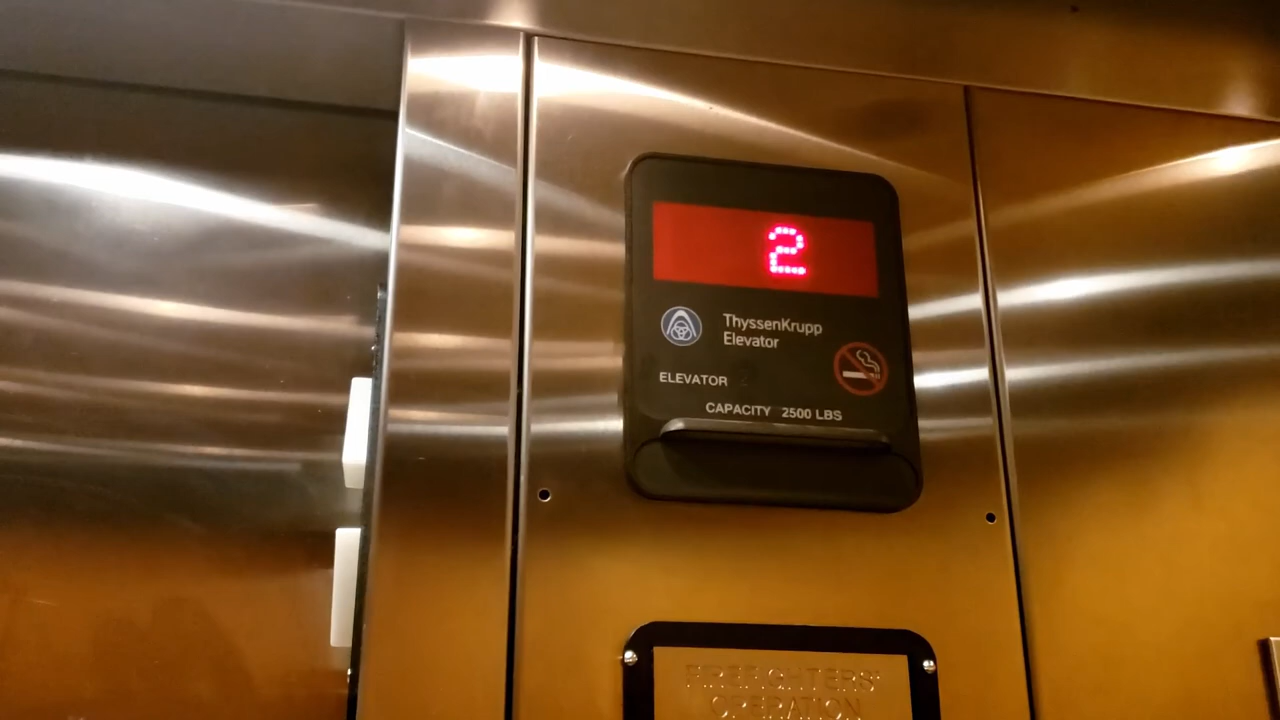 2
ThyssenKrupp
Elevator
ELEVATOR
CAPACITY 2500 LBS
FIREFIGHTERS'
OPERATION